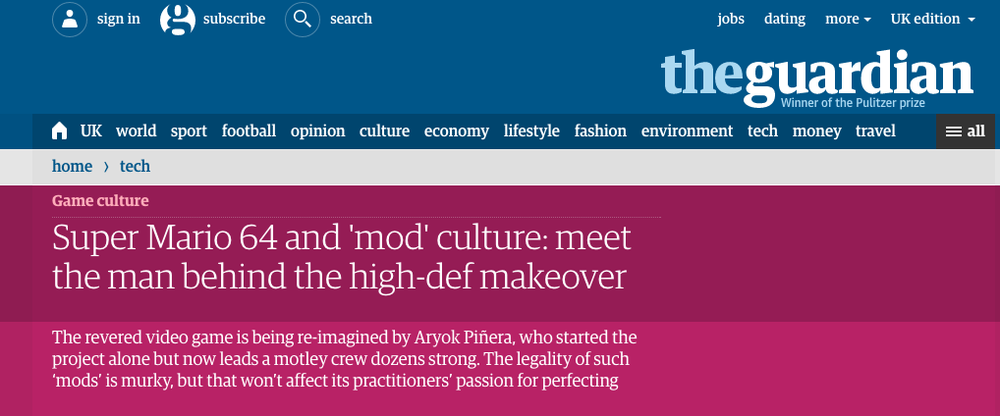 sign in subscribe search jobs dating more UK edition
theguardian
Winner of the Pulitzer prize
UK world sport football opinion culture economy lifestyle fashion environment tech money travel all
home › tech
Game culture
Super Mario 64 and 'mod' culture: meet
the man behind the high-def makeover
The revered video game is being re-imagined by Aryok Piñera, who started the
project alone but now leads a motley crew dozens strong. The legality of such
‘mods’ is murky, but that won’t affect its practitioners’ passion for perfecting